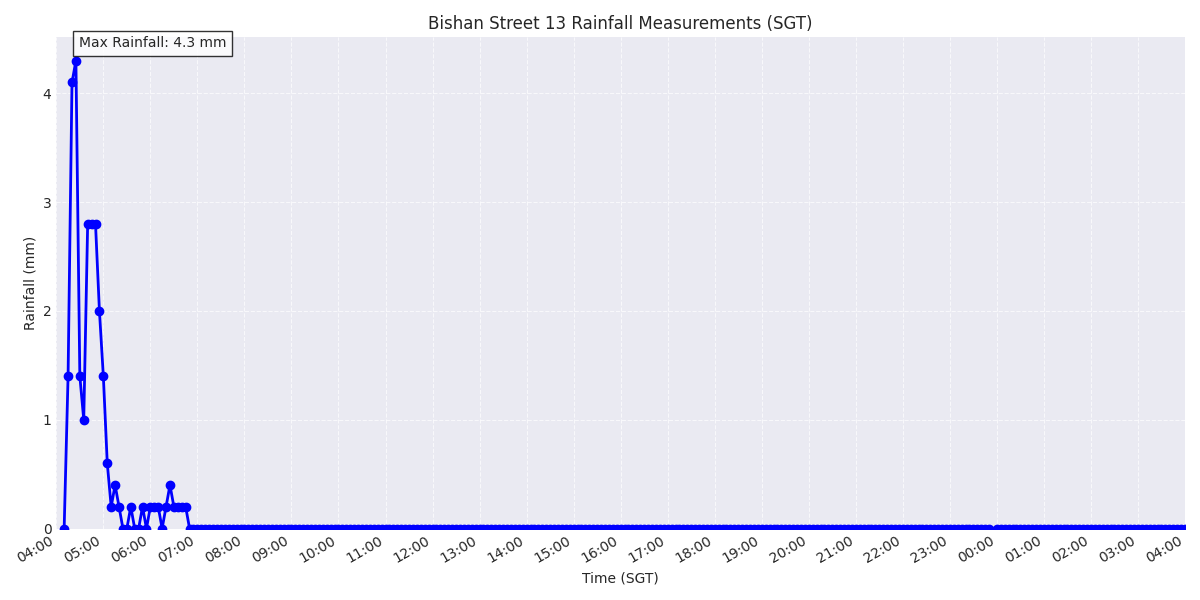 Bishan Street 13 Rainfall Measurements (SGT)
Max Rainfall: 4.3 mm
Rainfall (mm)
4
3
2
1
0
04:00 05:00 06:00 07:00 08:00 09:00 10:00 11:00 12:00 13:00 14:00 15:00 16:00 17:00 18:00 19:00 20:00 21:00 22:00 23:00 00:00 01:00 02:00 03:00 04:00
Time (SGT)